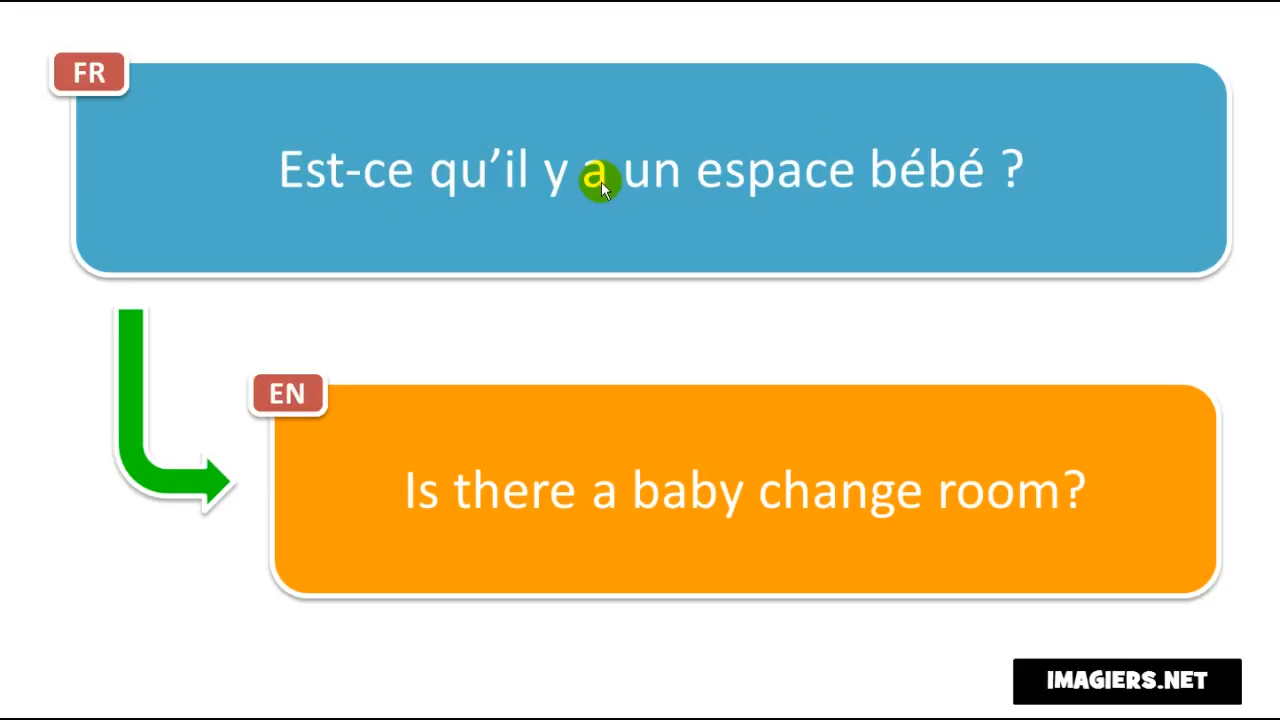 FR
Est-ce qu’il y a un espace bébé ?
EN
Is there a baby change room?
IMAGIERS.NET